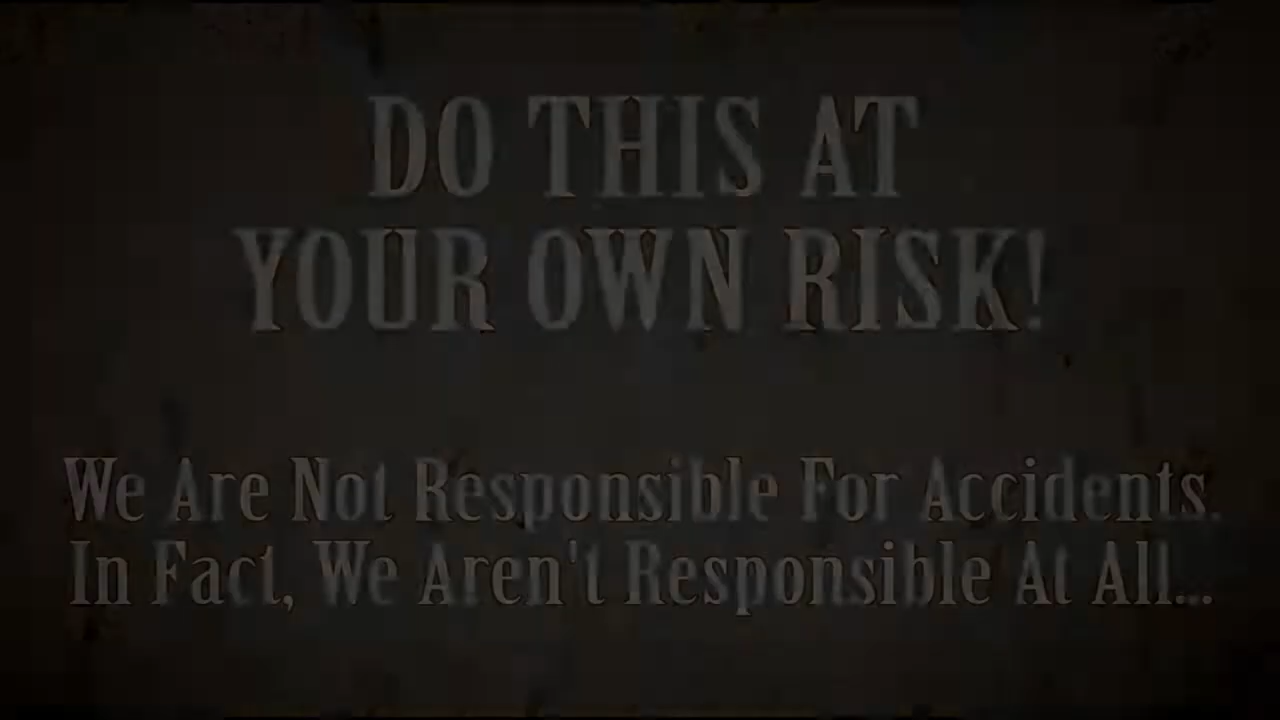 DO THIS AT
YOUR OWN RISK!
We Are Not Responsible For Accidents.
In Fact, We Aren't Responsible At All...